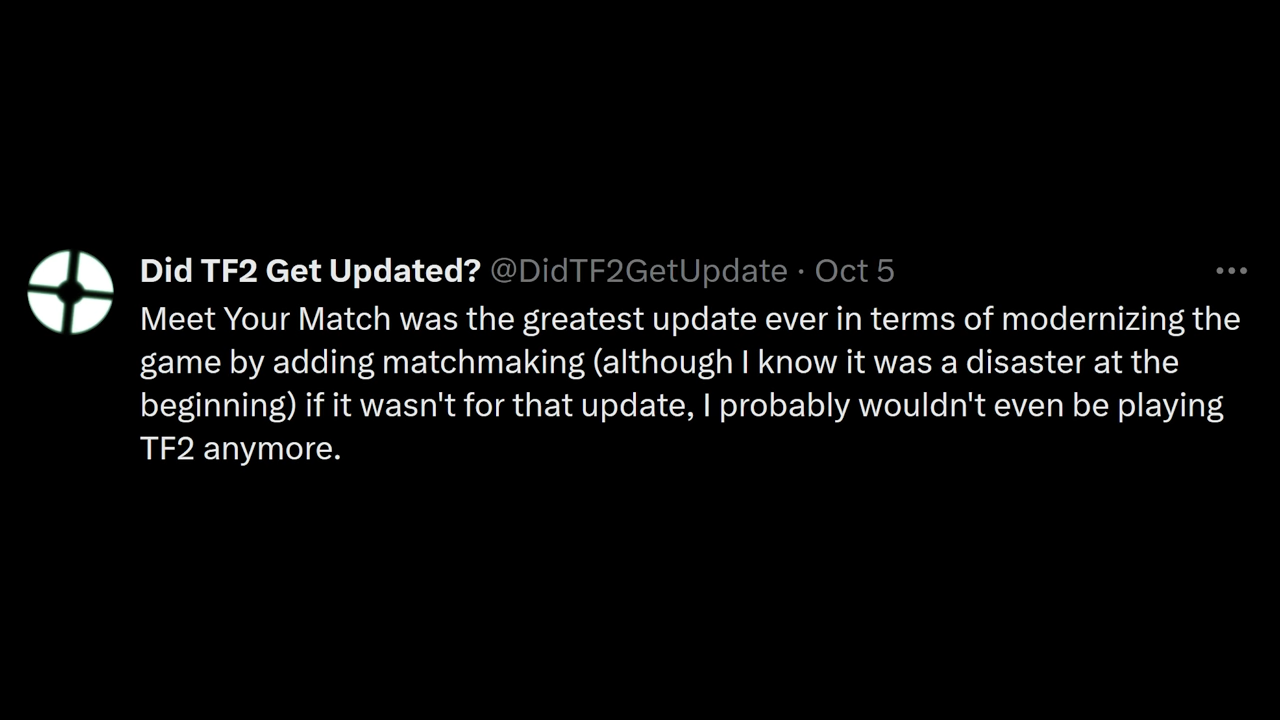 Did TF2 Get Updated? @DidTF2GetUpdate · Oct 5
Meet Your Match was the greatest update ever in terms of modernizing the
game by adding matchmaking (although I know it was a disaster at the
beginning) if it wasn't for that update, I probably wouldn't even be playing
TF2 anymore.